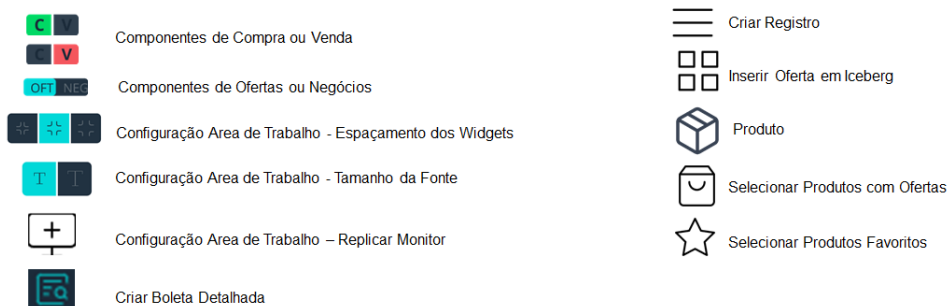 C V
Componentes de Compra ou Venda
C V
OFT NEG
Componentes de Ofertas ou Negócios
Configuração Area de Trabalho - Espaçamento dos Widgets
T T
Configuração Area de Trabalho - Tamanho da Fonte
Configuração Area de Trabalho – Replicar Monitor
Criar Boleta Detalhada
Criar Registro
Inserir Oferta em Iceberg
Produto
Selecionar Produtos com Ofertas
Selecionar Produtos Favoritos